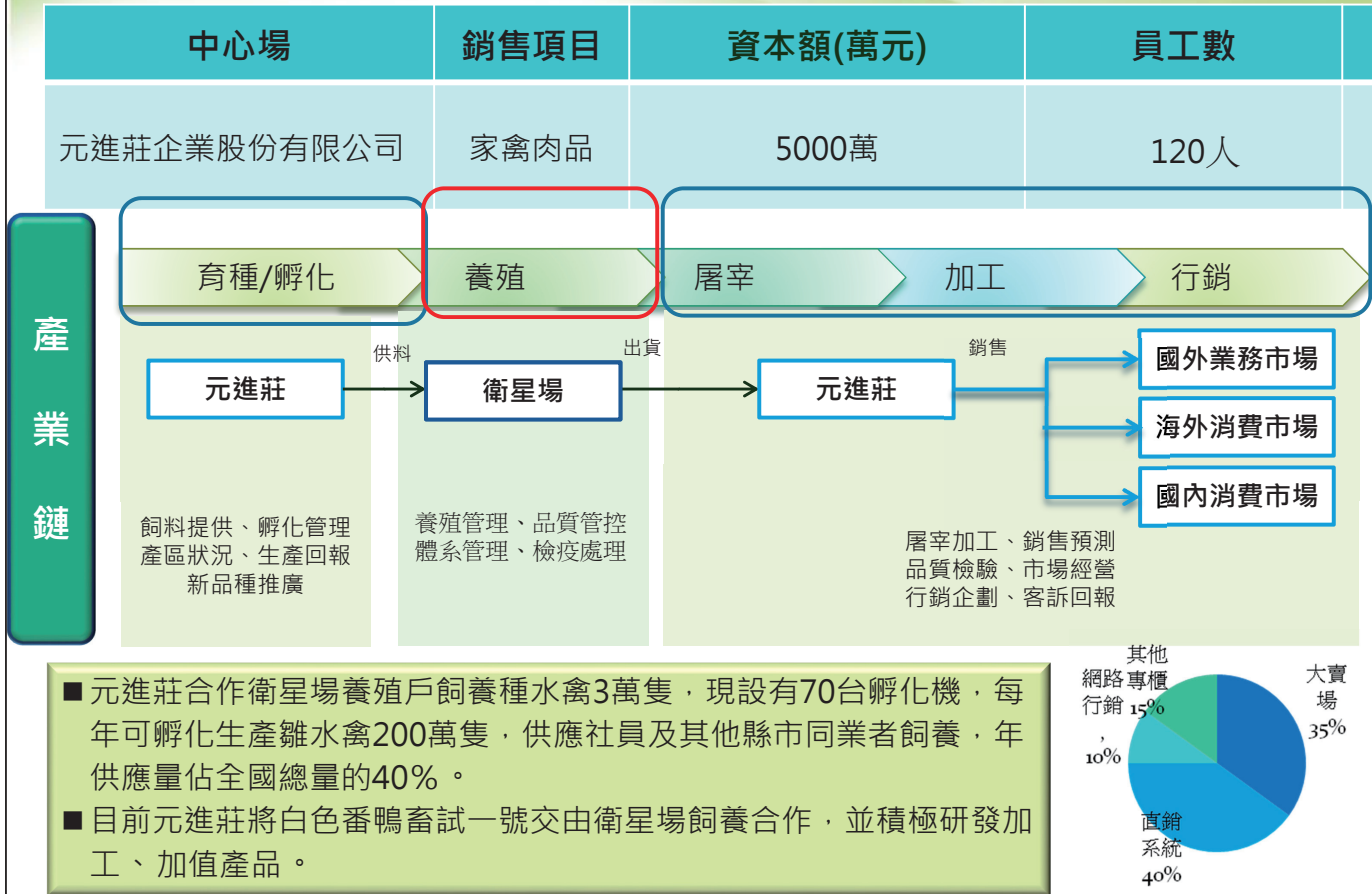 中心場
銷售項目
資本額(萬元)
員工數
元進莊企業股份有限公司
家禽肉品
5000萬
120人
產業鏈
育種/孵化
養殖
屠宰
加工
行銷
元進莊
供料
衛星場
出貨
元進莊
銷售
國外業務市場
海外消費市場
國內消費市場
飼料提供、孵化管理
產區狀況、生產回報
新品種推廣
養殖管理、品質管控
體系管理、檢疫處理
屠宰加工、銷售預測
品質檢驗、市場經營
行銷企劃、客訴回報
■元進莊合作衛星場養殖戶飼養種水禽3萬隻，現設有70台孵化機，每
年可孵化生產雛水禽200萬隻，供應社員及其他縣市同業者飼養，年
供應量佔全國總量的40%。
■目前元進莊將白色番鴨畜試一號交由衛星場飼養合作，並積極研發加
工、加值產品。
其他
專櫃
15%
網路
行銷
,
10%
大賣
場
35%
直銷
系統
40%